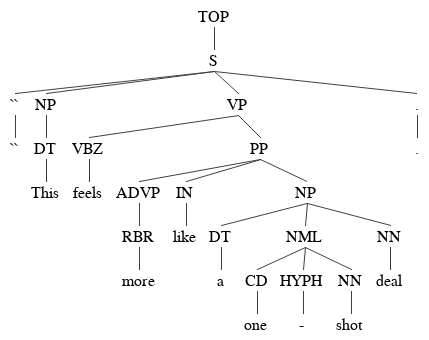 TOP
S
`` NP VP .
`` DT VBZ PP .
This feels ADVP IN NP
RBR like DT NML NN
more a CD HYPH NN deal
one - shot